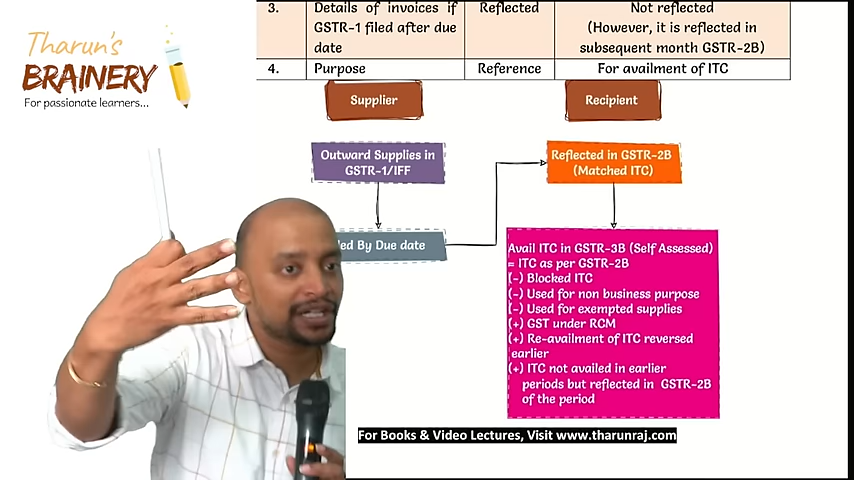 Tharun's
BRAINERY
For passionate learners...
3. Details of invoices if GSTR-1 filed after due date Reflected Not reflected (However, it is reflected in subsequent month GSTR-2B)
4. Purpose Reference For availment of ITC
Supplier
Recipient
Outward Supplies in
GSTR-1/IFF
By Due date
Reflected in GSTR-2B
(Matched ITC)
Avail ITC in GSTR-3B (Self Assessed)
= ITC as per GSTR-2B
(-) Blocked ITC
(-) Used for non business purpose
(-) Used for exempted supplies
(+) GST under RCM
(+) Re-availment of ITC reversed
earlier
(+) ITC not availed in earlier
periods but reflected in GSTR-2B
of the period
For Books & Video Lectures, Visit www.tharunraj.com